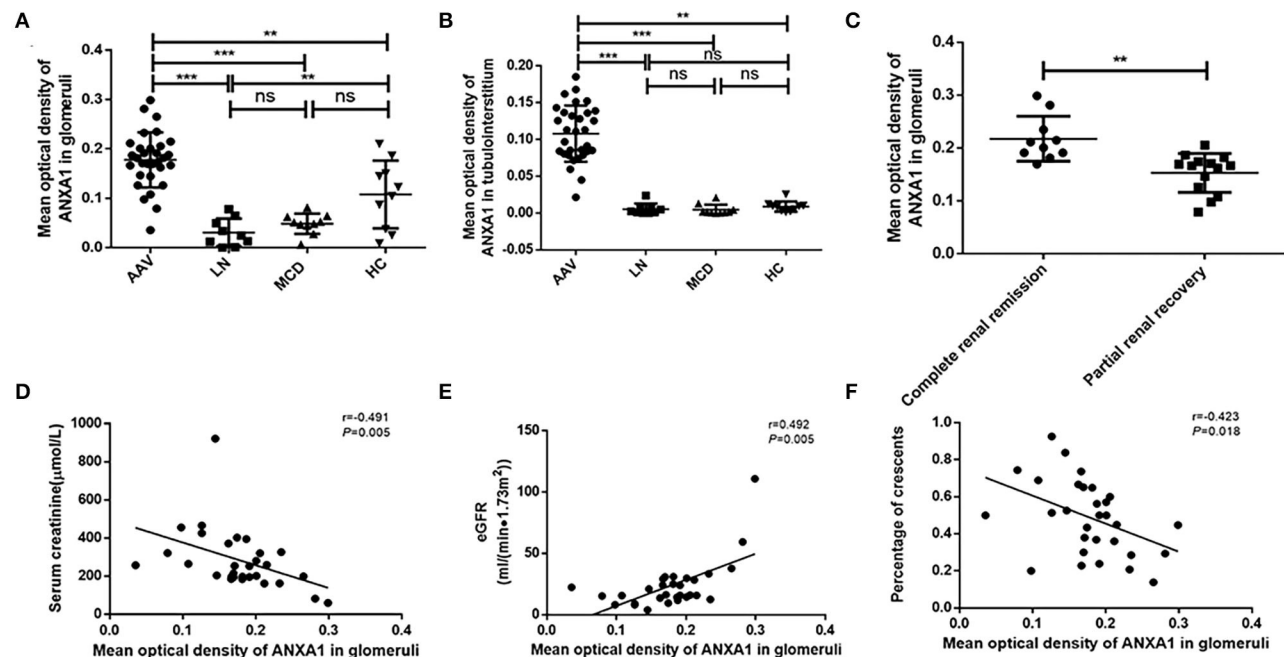 A
Mean optical density of
ANXA1 in glomeruli
0.4
0.3
0.2
0.1
0.0
**
***
*** **
ns ns
AAV LN MCD HC
B
Mean optical density of
ANXA1 in tubulointerstitium
0.20
0.15
0.10
0.05
0.00
-0.05
**
***
*** ns
ns ns
AAV LN MCD HC
C
Mean optical density of
ANXA1 in glomeruli
0.4
0.3
0.2
0.1
0.0
**
Complete renal remission
Partial renal recovery
D
Serum creatinine(μmol/L)
1000
800
600
400
200
0
r=-0.491
P=0.005
0.0 0.1 0.2 0.3 0.4
Mean optical density of ANXA1 in glomeruli
E
eGFR
(ml/(min•1.73m²))
150
100
50
0
r=0.492
P=0.005
0.0 0.1 0.2 0.3 0.4
Mean optical density of ANXA1 in glomeruli
F
Percentage of crescents
1.0
0.8
0.6
0.4
0.2
0.0
r=-0.423
P=0.018
0.0 0.1 0.2 0.3 0.4
Mean optical density of ANXA1 in glomeruli